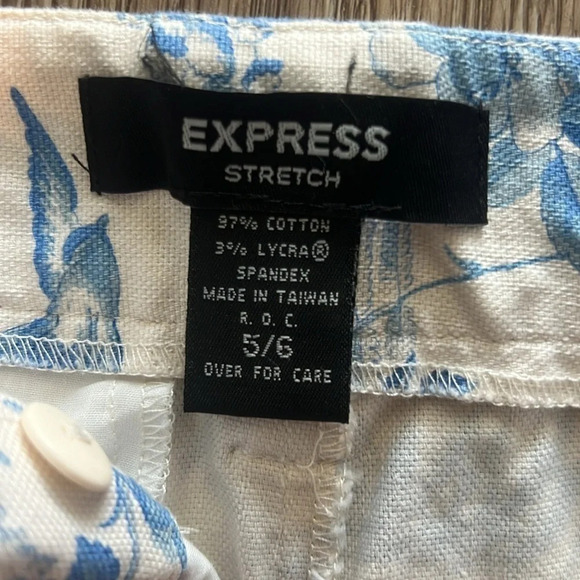 EXPRESS
STRETCH
97% COTTON
3% LYCRA®
SPANDEX
MADE IN TAIWAN
R. O. C.
5/6
OVER FOR CARE